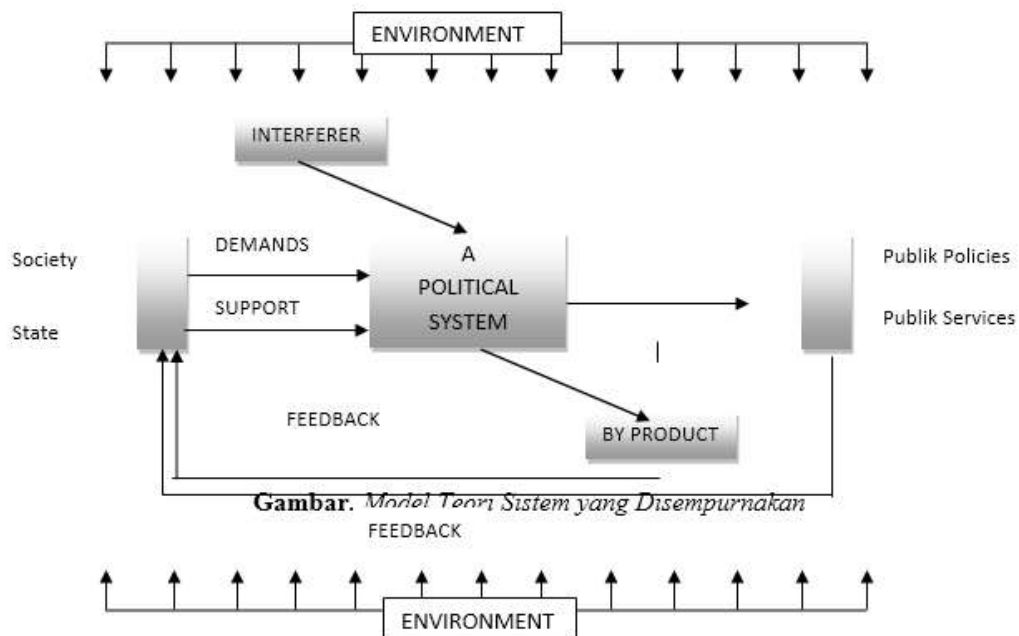 ENVIRONMENT
INTERFERER
DEMANDS
SUPPORT
Society
State
A
POLITICAL
SYSTEM
Publik Policies
Publik Services
FEEDBACK
BY PRODUCT
Gambar. Model Teori Sistem yang Disempurnakan
FEEDBACK
ENVIRONMENT